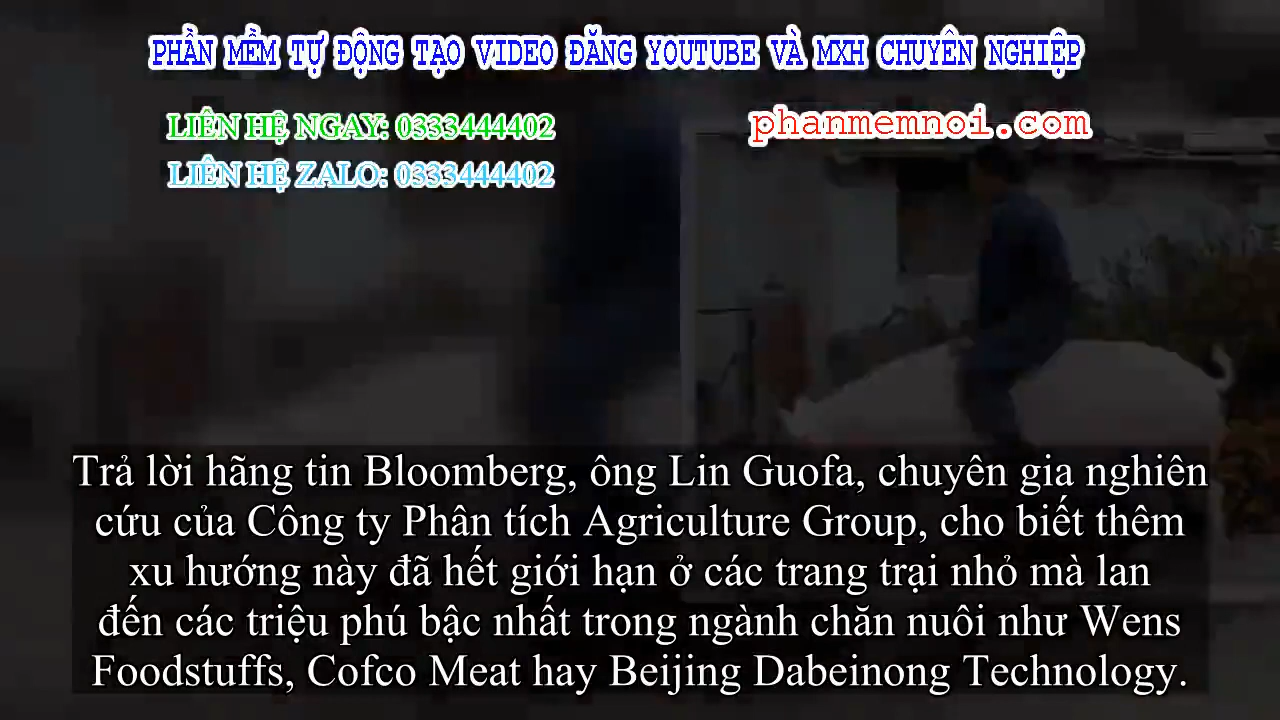 PHẦN MỀM TỰ ĐỘNG TẠO VIDEO ĐĂNG YOUTUBE VÀ MXH CHUYÊN NGHIỆP
LIÊN HỆ NGAY: 0333444402
phanmemnoi.com
LIÊN HỆ ZALO: 0333444402
Trả lời hãng tin Bloomberg, ông Lin Guofa, chuyên gia nghiên
cứu của Công ty Phân tích Agriculture Group, cho biết thêm
xu hướng này đã hết giới hạn ở các trang trại nhỏ mà lan
đến các triệu phú bậc nhất trong ngành chăn nuôi như Wens
Foodstuffs, Cofco Meat hay Beijing Dabeinong Technology.